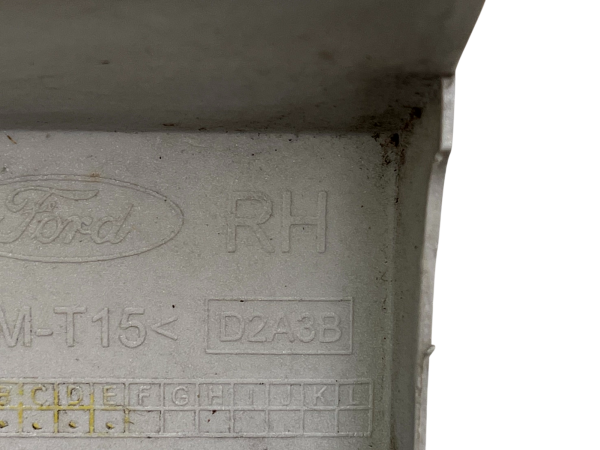 Ford RH
M-T15< D2A3B
B C D E F G H I J K L